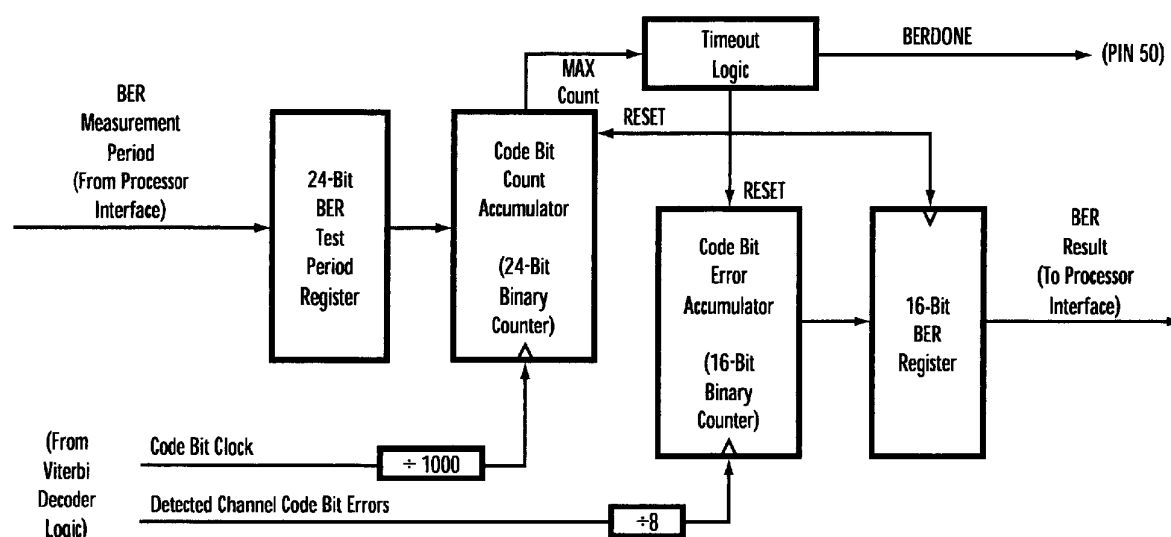 Timeout
Logic
BERDONE
(PIN 50)
MAX
Count
BER
Measurement
Period
(From Processor
Interface)
24-Bit
BER
Test
Period
Register
Code Bit
Count
Accumulator
(24-Bit
Binary
Counter)
RESET
RESET
Code Bit
Error
Accumulator
(16-Bit
Binary
Counter)
16-Bit
BER
Register
BER
Result
(To Processor
Interface)
(From
Viterbi
Decoder
Logic)
Code Bit Clock
÷ 1000
Detected Channel Code Bit Errors
÷8